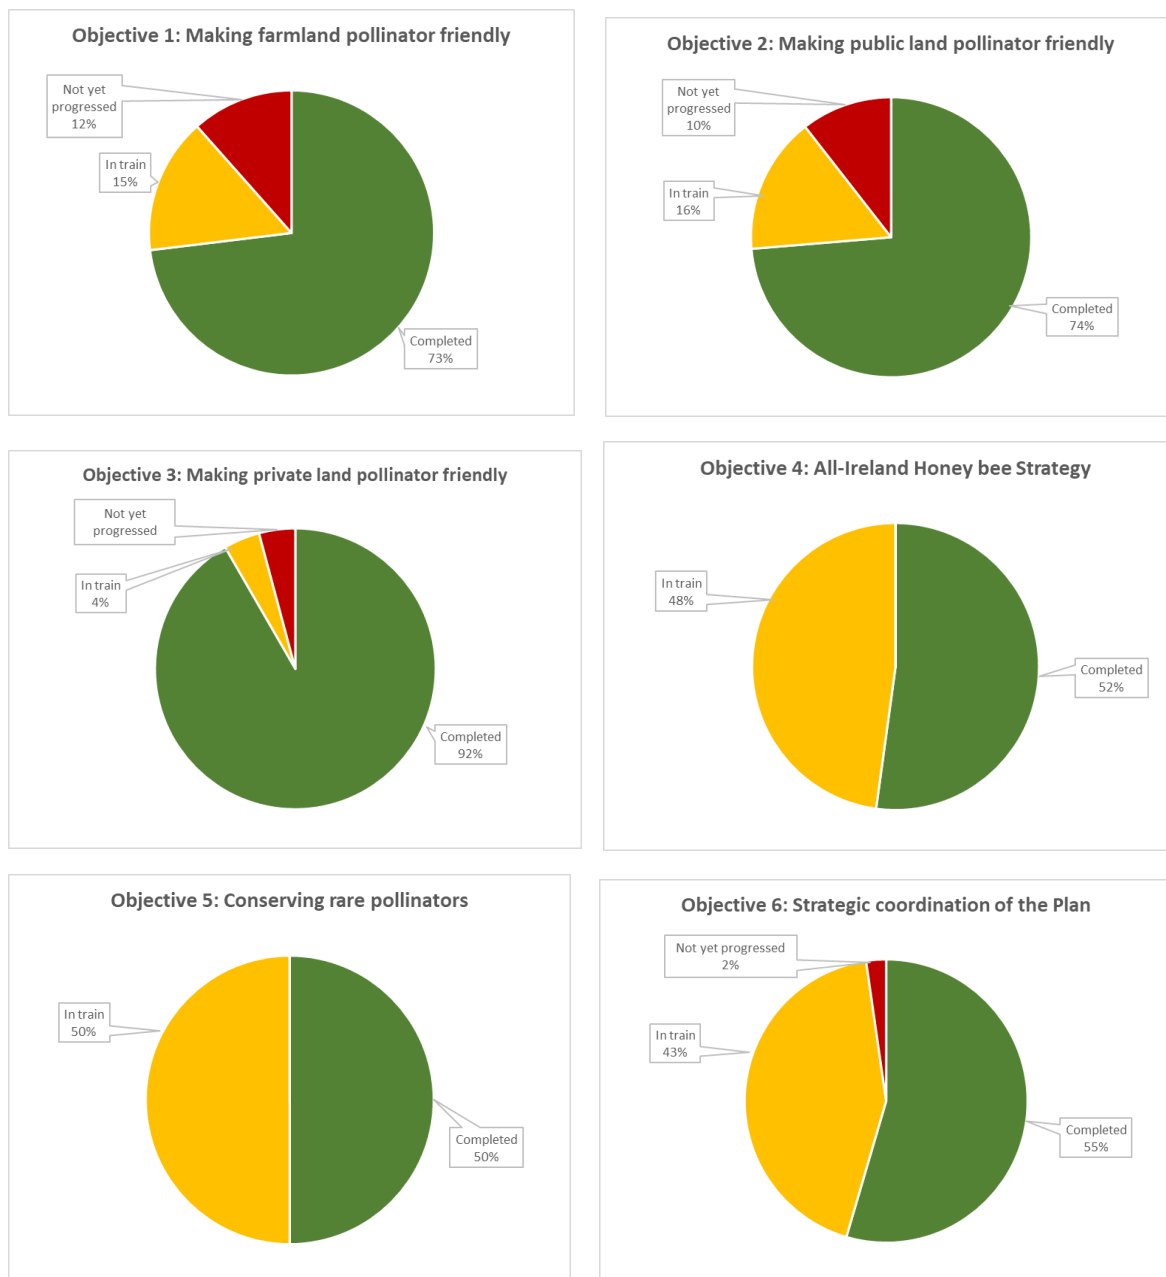 Objective 1: Making farmland pollinator friendly
Not yet
progressed
12%
In train
15%
Completed
73%
Objective 2: Making public land pollinator friendly
Not yet
progressed
10%
In train
16%
Completed
74%
Objective 3: Making private land pollinator friendly
Not yet
progressed
In train
4%
Completed
92%
Objective 4: All-Ireland Honey bee Strategy
In train
48%
Completed
52%
Objective 5: Conserving rare pollinators
In train
50%
Completed
50%
Objective 6: Strategic coordination of the Plan
Not yet progressed
2%
In train
43%
Completed
55%